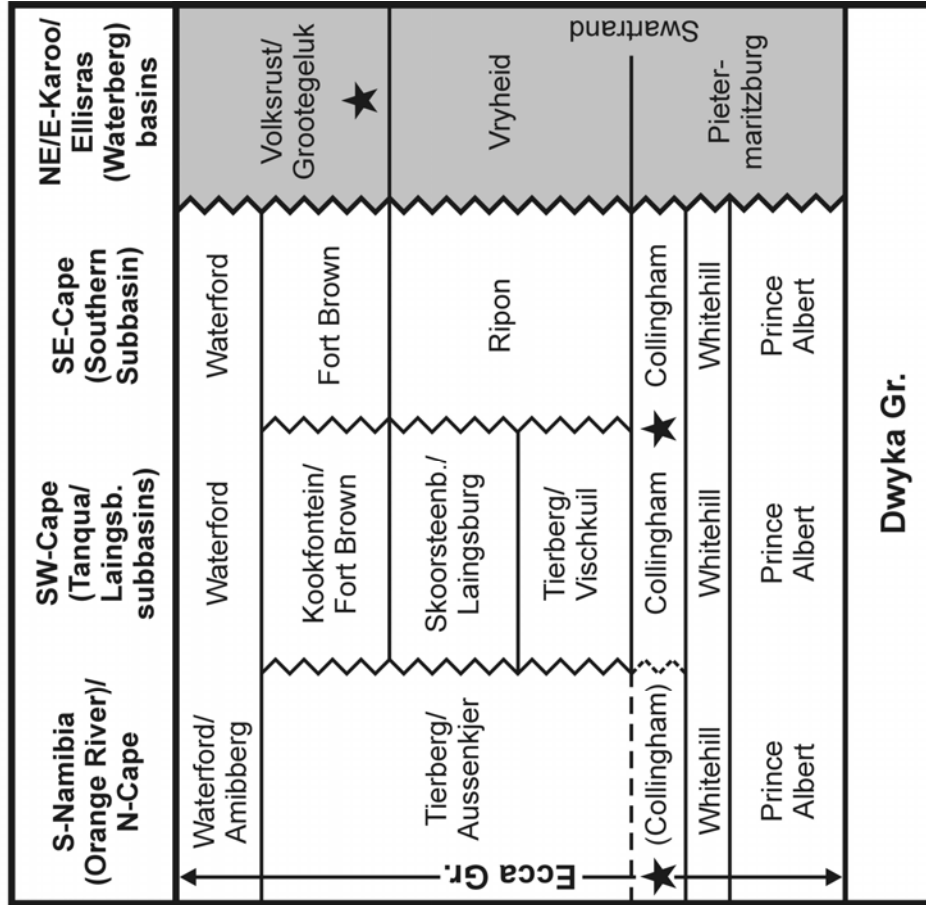 S-Namibia
(Orange River)/
N-Cape
SW-Cape
(Tanqua/
Laingsb.
subbasins)
SE-Cape
(Southern
Subbasin)
NE/E-Karoo/
Ellisras
(Waterberg)
basins
Waterford/
Amibberg
Waterford
Waterford
Volksrust/
Grootegeluk
Tierberg/
Aussenkjer
Kookfontein/
Fort Brown
Fort Brown
Skoorsteenb./
Laingsburg
Ripon
Vryheid
Tierberg/
Vischkuil
Swartrand
(Collingham)
Collingham
Collingham
Pieter-
maritzburg
Whitehill
Whitehill
Whitehill
Prince
Albert
Prince
Albert
Prince
Albert
Ecca Gr.
Dwyka Gr.